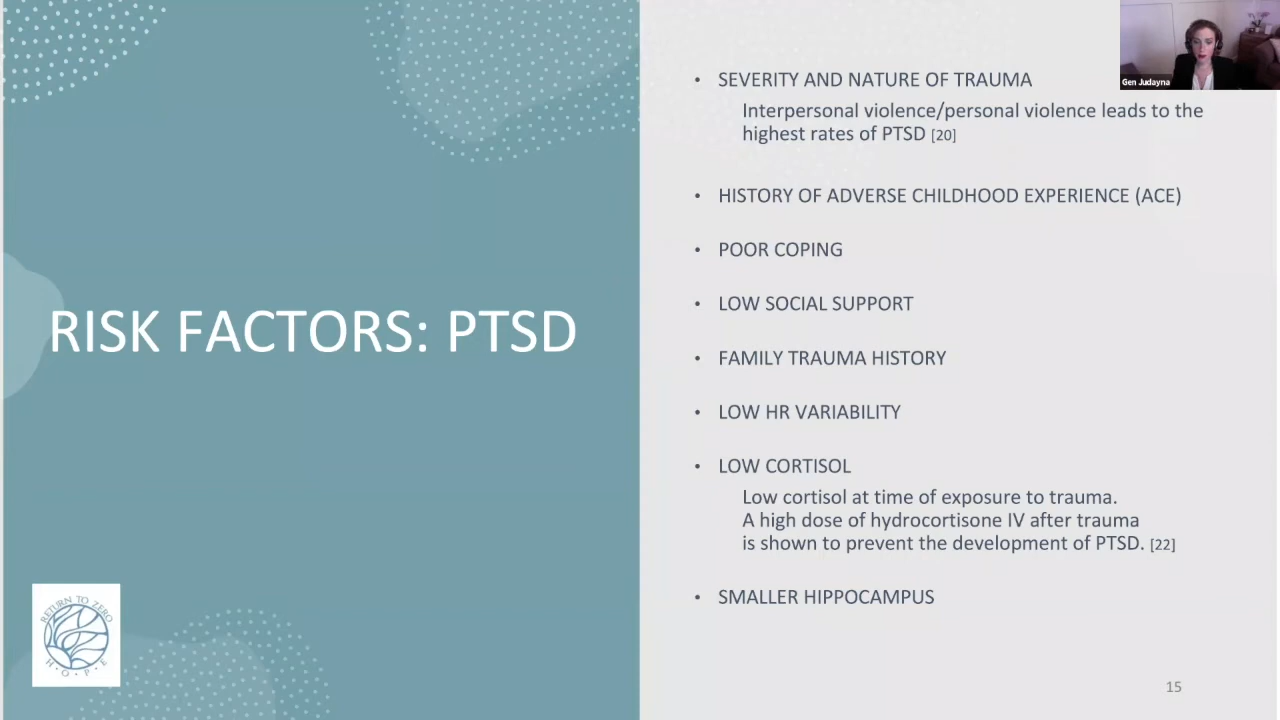 Gen Judayna
RISK FACTORS: PTSD
• SEVERITY AND NATURE OF TRAUMA
Interpersonal violence/personal violence leads to the
highest rates of PTSD [20]
• HISTORY OF ADVERSE CHILDHOOD EXPERIENCE (ACE)
• POOR COPING
• LOW SOCIAL SUPPORT
• FAMILY TRAUMA HISTORY
• LOW HR VARIABILITY
• LOW CORTISOL
Low cortisol at time of exposure to trauma.
A high dose of hydrocortisone IV after trauma
is shown to prevent the development of PTSD. [22]
• SMALLER HIPPOCAMPUS
RETURN TO ZERO
H·O·P·E
15